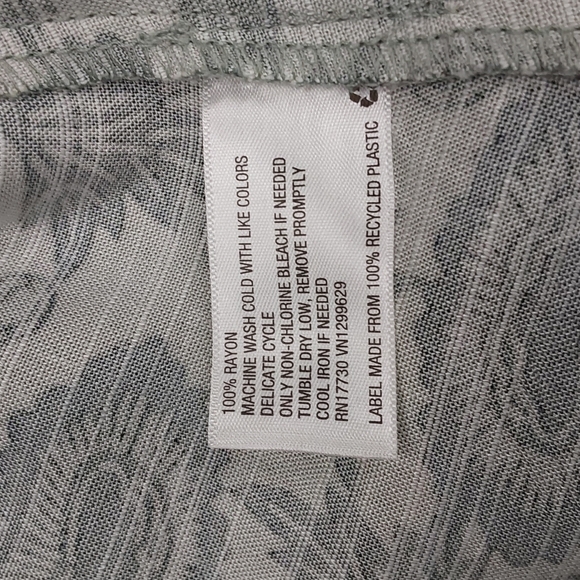 100% RAYON
MACHINE WASH COLD WITH LIKE COLORS
DELICATE CYCLE
ONLY NON-CHLORINE BLEACH IF NEEDED
TUMBLE DRY LOW, REMOVE PROMPTLY
COOL IRON IF NEEDED
RN17730 VN1299629
LABEL MADE FROM 100% RECYCLED PLASTIC